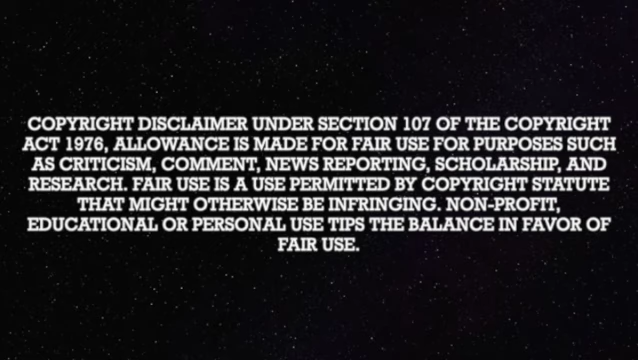 COPYRIGHT DISCLAIMER UNDER SECTION 107 OF THE COPYRIGHT
ACT 1976, ALLOWANCE IS MADE FOR FAIR USE FOR PURPOSES SUCH
AS CRITICISM, COMMENT, NEWS REPORTING, SCHOLARSHIP, AND
RESEARCH. FAIR USE IS A USE PERMITTED BY COPYRIGHT STATUTE
THAT MIGHT OTHERWISE BE INFRINGING. NON-PROFIT,
EDUCATIONAL OR PERSONAL USE TIPS THE BALANCE IN FAVOR OF
FAIR USE.